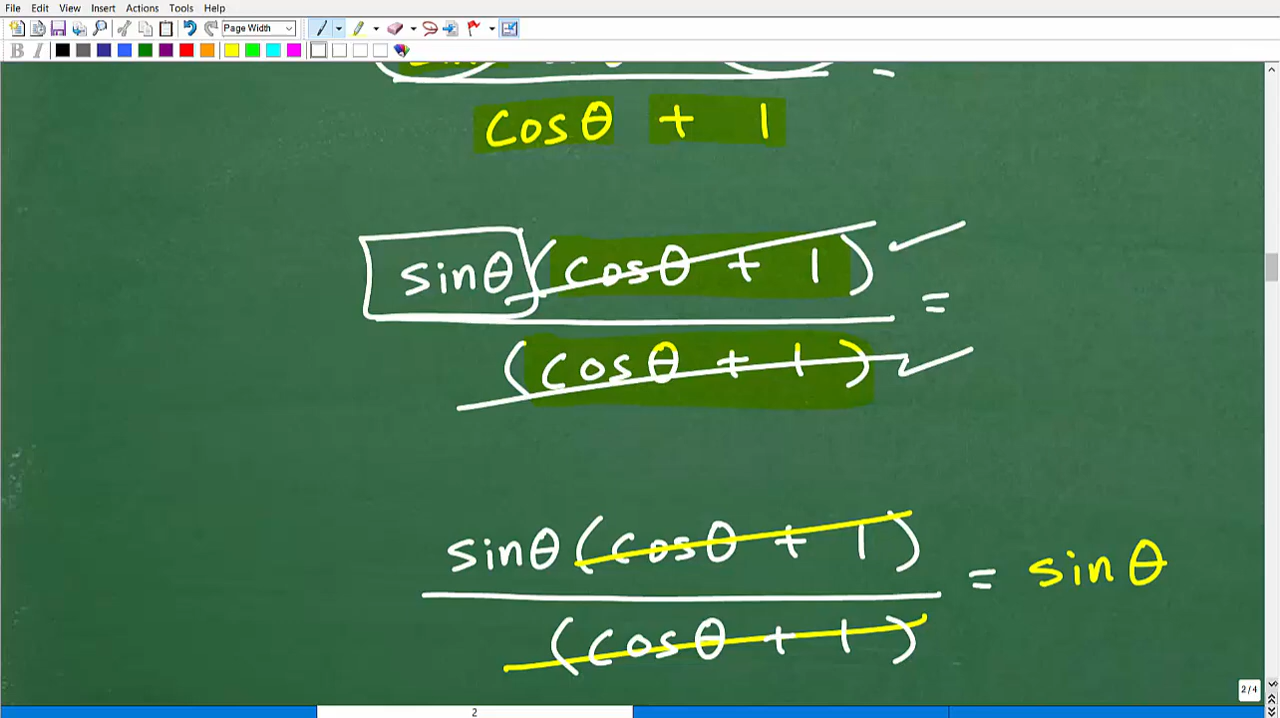 File Edit View Insert Actions Tools Help
Page Width
B I
=
cosθ + 1
sinθ(cosθ + 1)
=
(cosθ + 1)
sinθ(cosθ + 1)
= sinθ
(cosθ + 1)
2/4
2